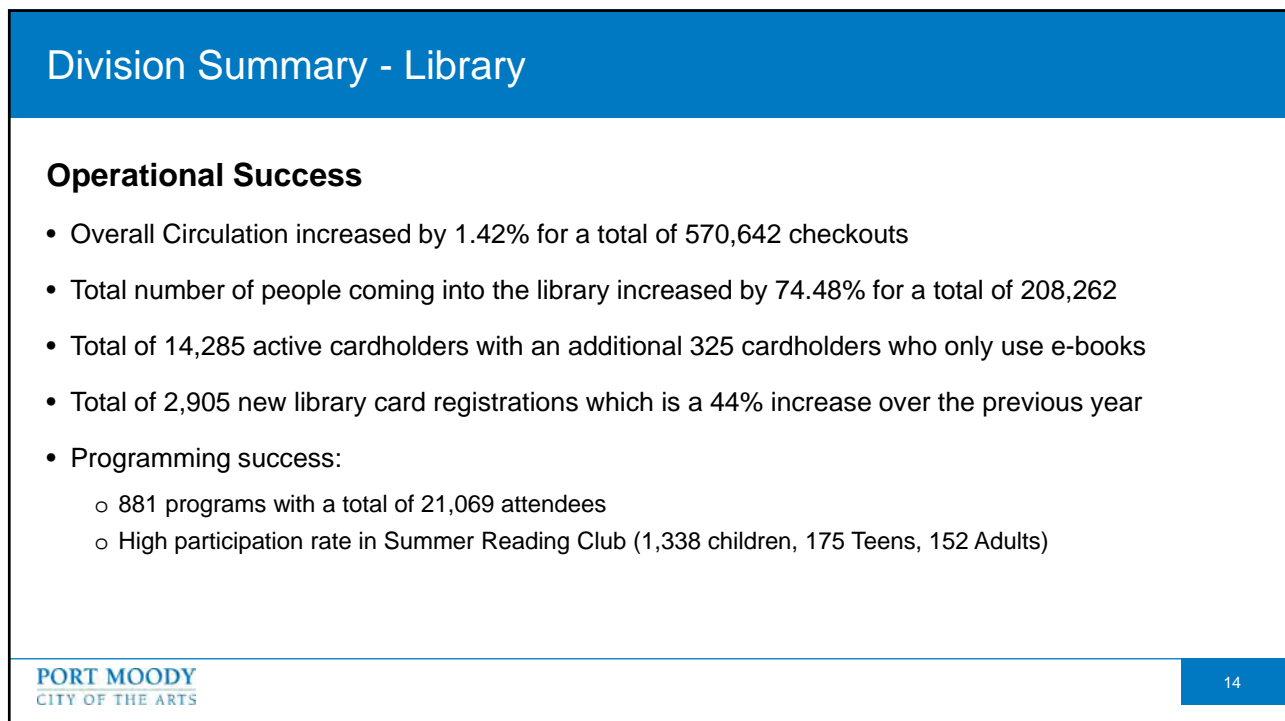 Division Summary - Library
Operational Success
• Overall Circulation increased by 1.42% for a total of 570,642 checkouts
• Total number of people coming into the library increased by 74.48% for a total of 208,262
• Total of 14,285 active cardholders with an additional 325 cardholders who only use e-books
• Total of 2,905 new library card registrations which is a 44% increase over the previous year
• Programming success:
o 881 programs with a total of 21,069 attendees
o High participation rate in Summer Reading Club (1,338 children, 175 Teens, 152 Adults)
PORT MOODY
CITY OF THE ARTS
14